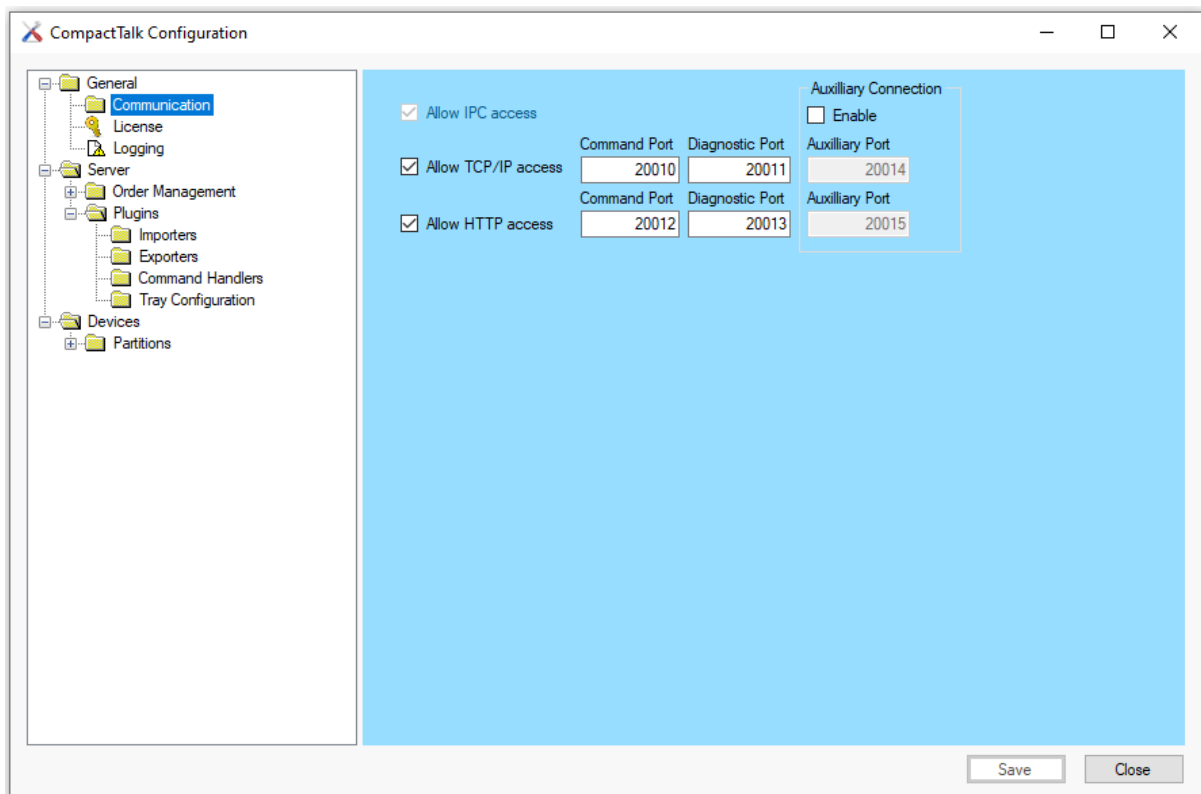 CompactTalk Configuration
General
Communication
License
Logging
Server
Order Management
Plugins
Importers
Exporters
Command Handlers
Tray Configuration
Devices
Partitions
Auxilliary Connection
Allow IPC access
Enable
Command Port Diagnostic Port Auxilliary Port
Allow TCP/IP access 20010 20011 20014
Command Port Diagnostic Port Auxilliary Port
Allow HTTP access 20012 20013 20015
Save Close